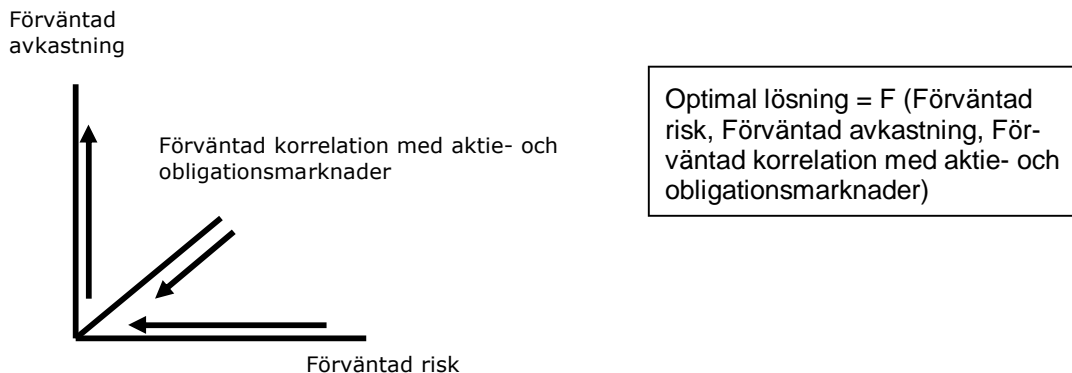 Förväntad
avkastning
Förväntad korrelation med aktie- och
obligationsmarknader
Förväntad risk
Optimal lösning = F (Förväntad
risk, Förväntad avkastning, För-
väntad korrelation med aktie- och
obligationsmarknader)